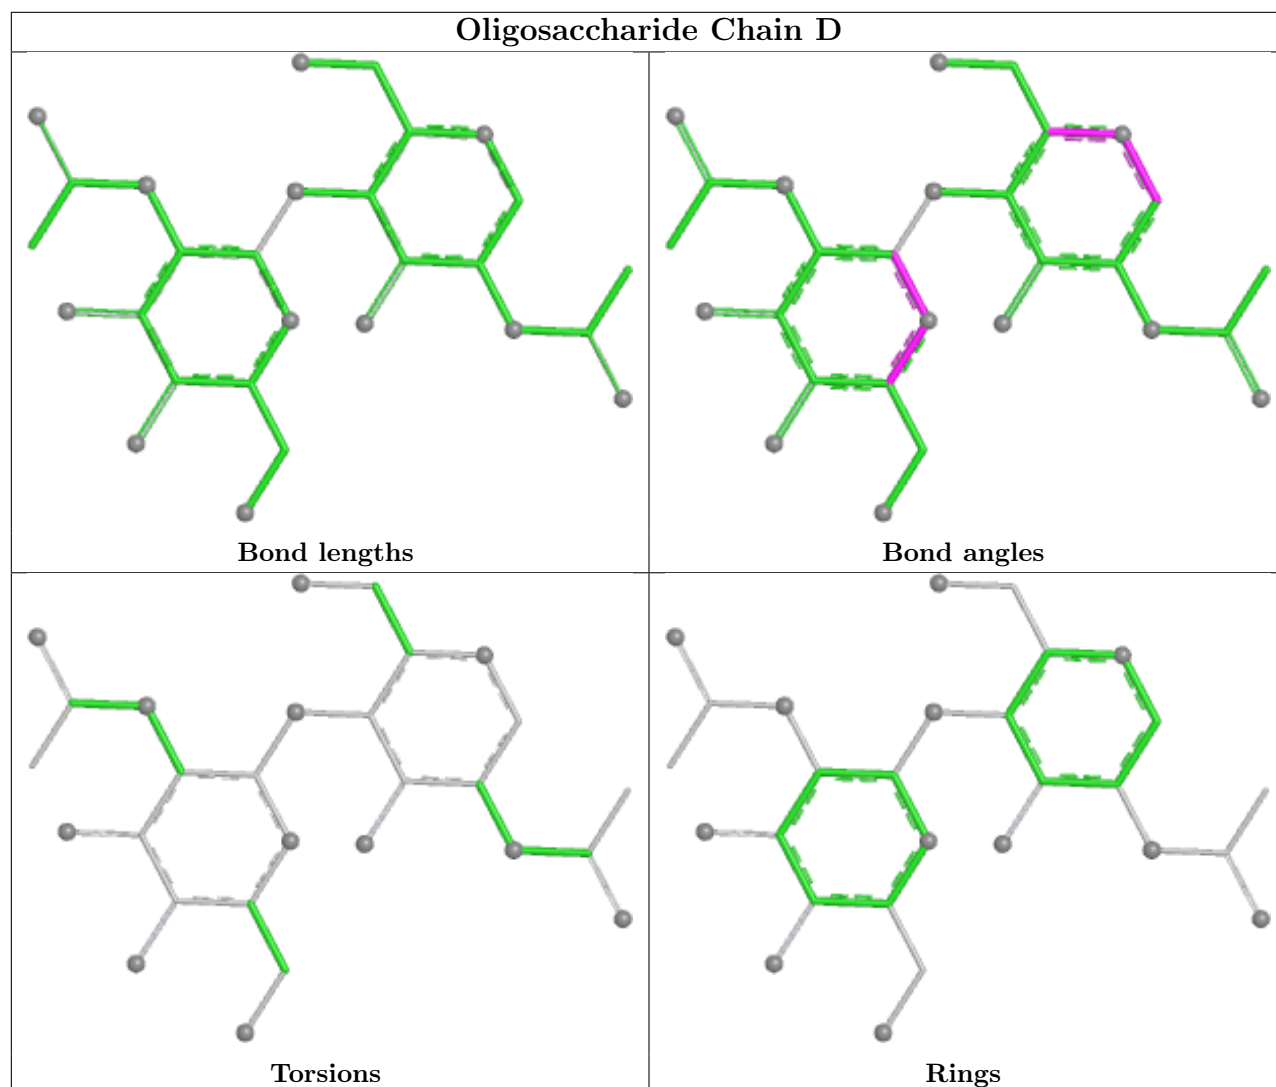 Oligosaccharide Chain D
Bond lengths
Bond angles
Torsions
Rings